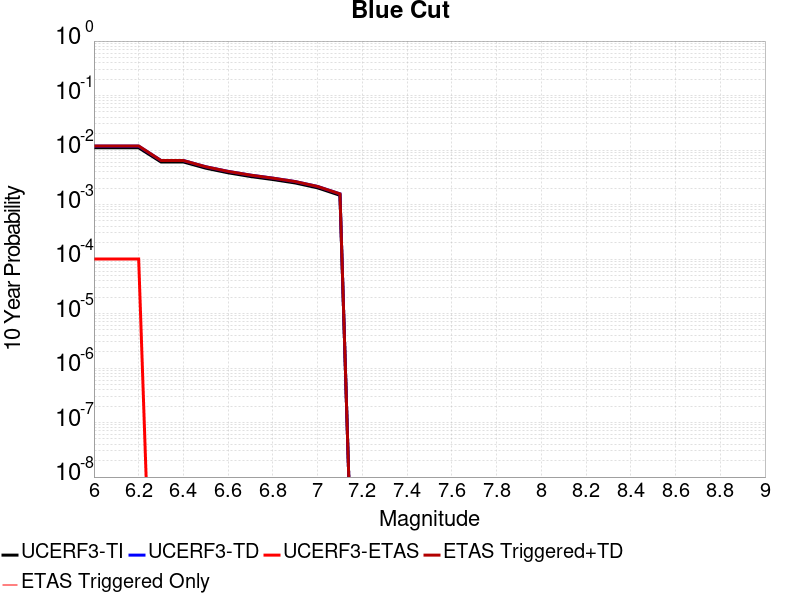 Blue Cut
10 0
10 -1
10 -2
10 -3
10 -4
10 -5
10 -6
10 -7
10 -8
10 Year Probability
6 6.2 6.4 6.6 6.8 7 7.2 7.4 7.6 7.8 8 8.2 8.4 8.6 8.8 9
Magnitude
UCERF3-TI UCERF3-TD UCERF3-ETAS ETAS Triggered+TD
ETAS Triggered Only